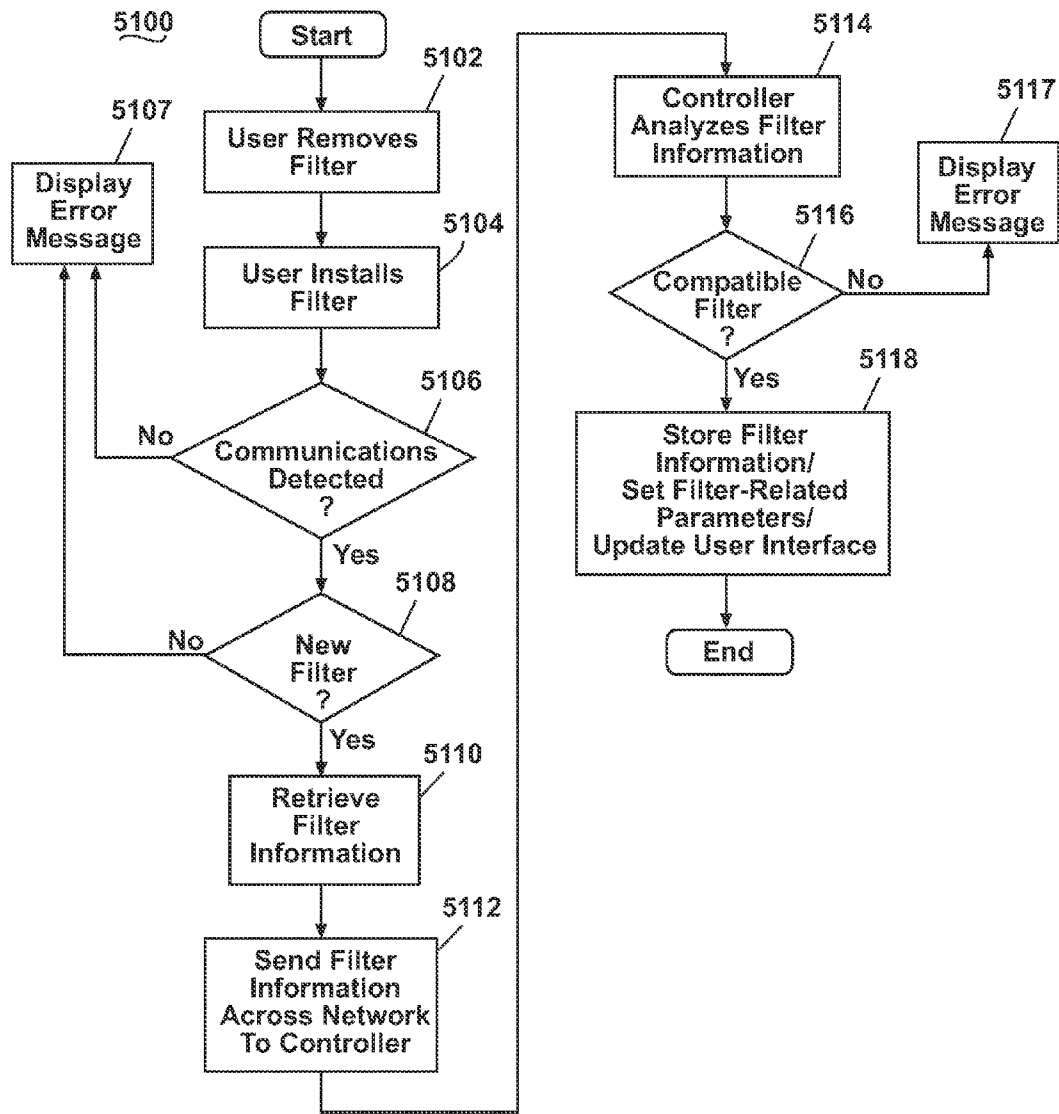 5100
Start
5102
User Removes
Filter
5107
Display
Error
Message
5104
User Installs
Filter
5106
No
Communications
Detected
?
Yes
5108
No
New
Filter
?
Yes
5110
Retrieve
Filter
Information
5112
Send Filter
Information
Across Network
To Controller
5114
Controller
Analyzes Filter
Information
5117
Display
Error
Message
5116
Compatible
Filter
?
No
Yes
5118
Store Filter
Information/
Set Filter-Related
Parameters/
Update User Interface
End